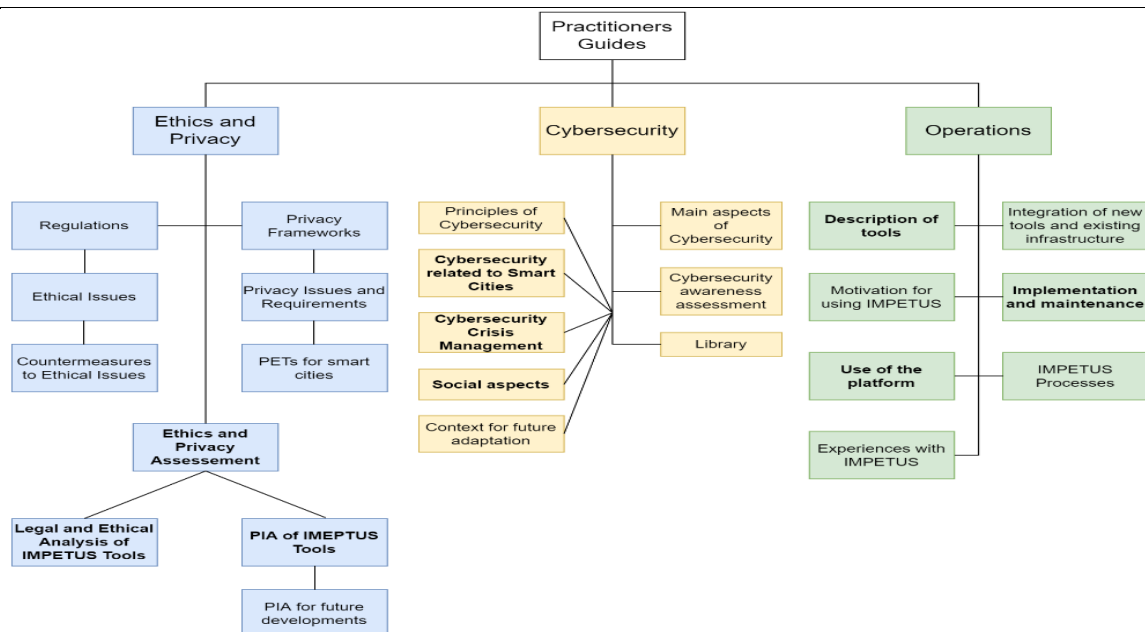 Practitioners
Guides
Ethics and
Privacy
Cybersecurity
Operations
Regulations
Privacy
Frameworks
Ethical Issues
Privacy Issues and
Requirements
Countermeasures
to Ethical Issues
PETs for smart
cities
Ethics and
Privacy
Assessement
Legal and Ethical
Analysis of
IMPETUS Tools
PIA of IMEPTUS
Tools
PIA for future
developments
Principles of
Cybersecurity
Cybersecurity
related to Smart
Cities
Cybersecurity
Crisis
Management
Social aspects
Context for future
adaptation
Main aspects
of
Cybersecurity
Cybersecurity
awareness
assessment
Library
Description of
tools
Integration of new
tools and existing
infrastructure
Motivation for
using IMPETUS
Implementation
and maintenance
Use of the
platform
IMPETUS
Processes
Experiences with
IMPETUS